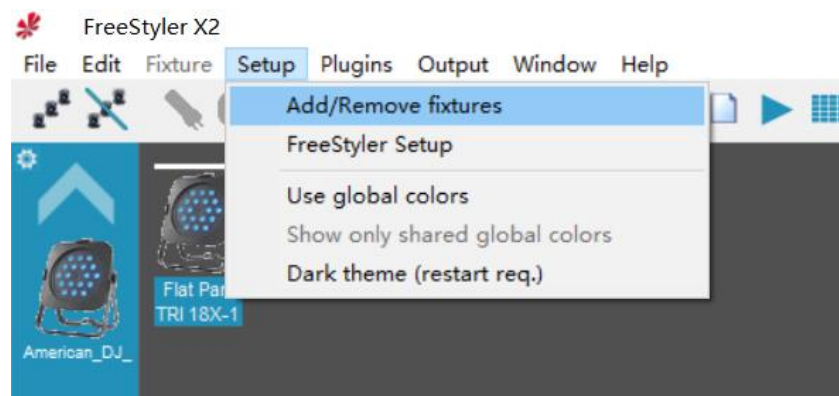 FreeStyler X2
File Edit Fixture Setup Plugins Output Window Help
Add/Remove fixtures
FreeStyler Setup
Use global colors
Show only shared global colors
Dark theme (restart req.)
Flat Par
TRI 18X-1
American_DJ_